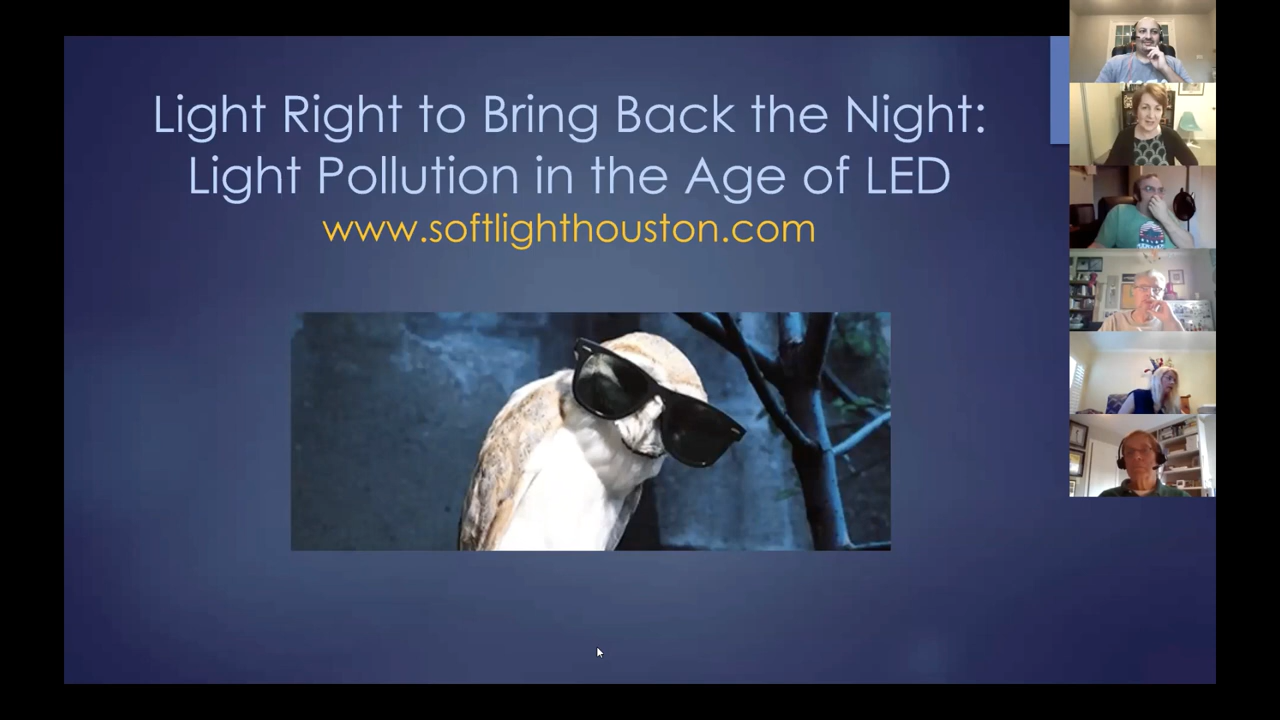 Light Right to Bring Back the Night:
Light Pollution in the Age of LED
www.softlighthouston.com